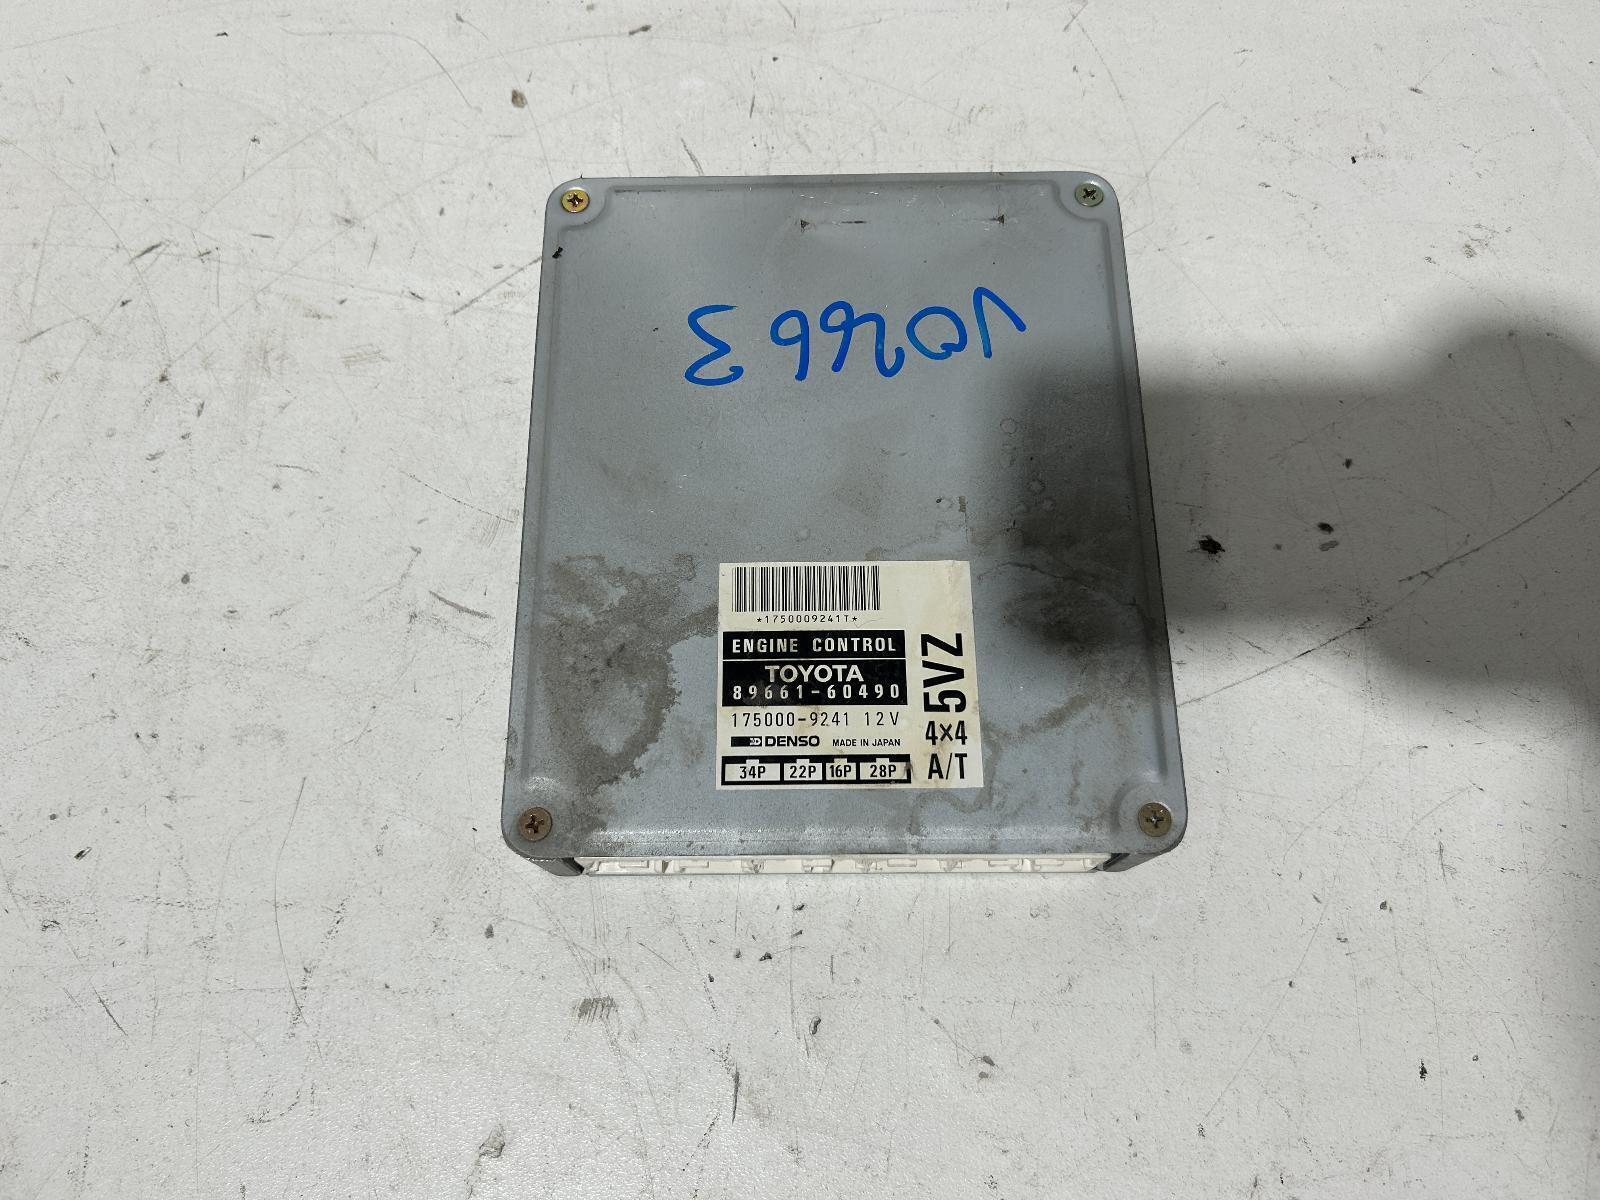 V02663
*1750009241T*
ENGINE CONTROL
TOYOTA
89661-60490
175000-9241 12V
DENSO MADE IN JAPAN
34P 22P 16P 28P
5VZ
4×4
A/T